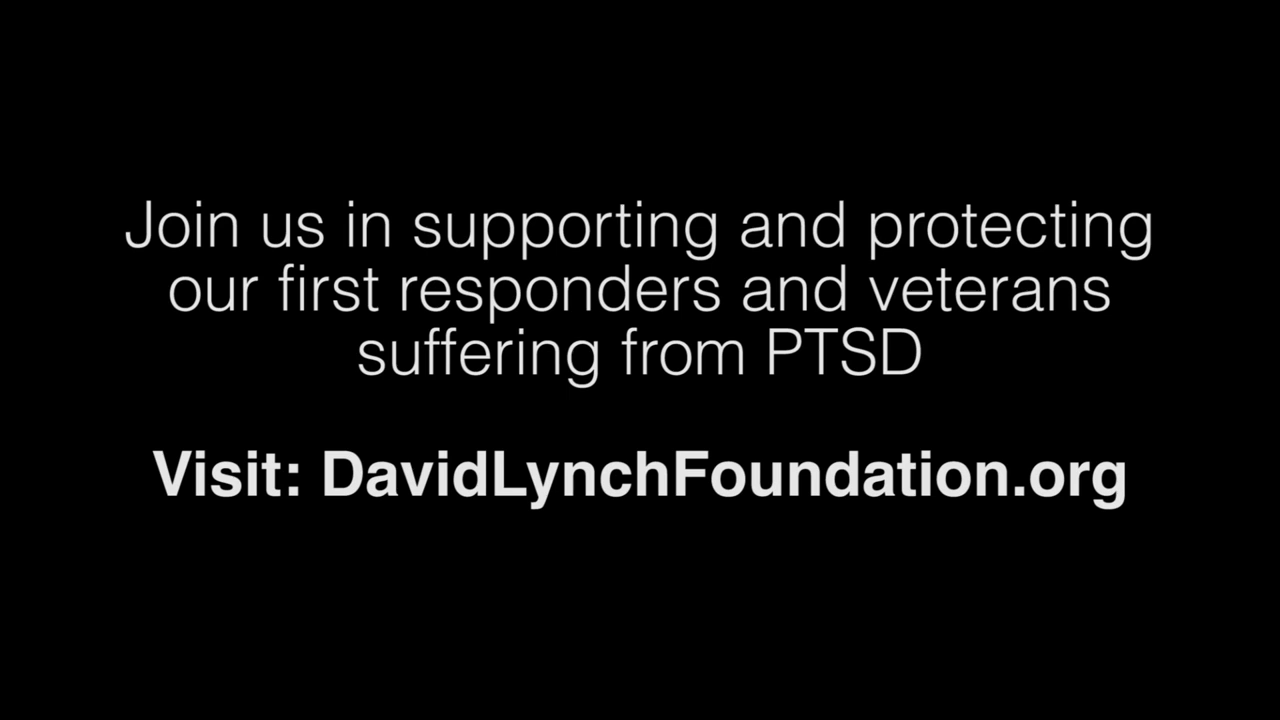 Join us in supporting and protecting
our first responders and veterans
suffering from PTSD
Visit: DavidLynchFoundation.org